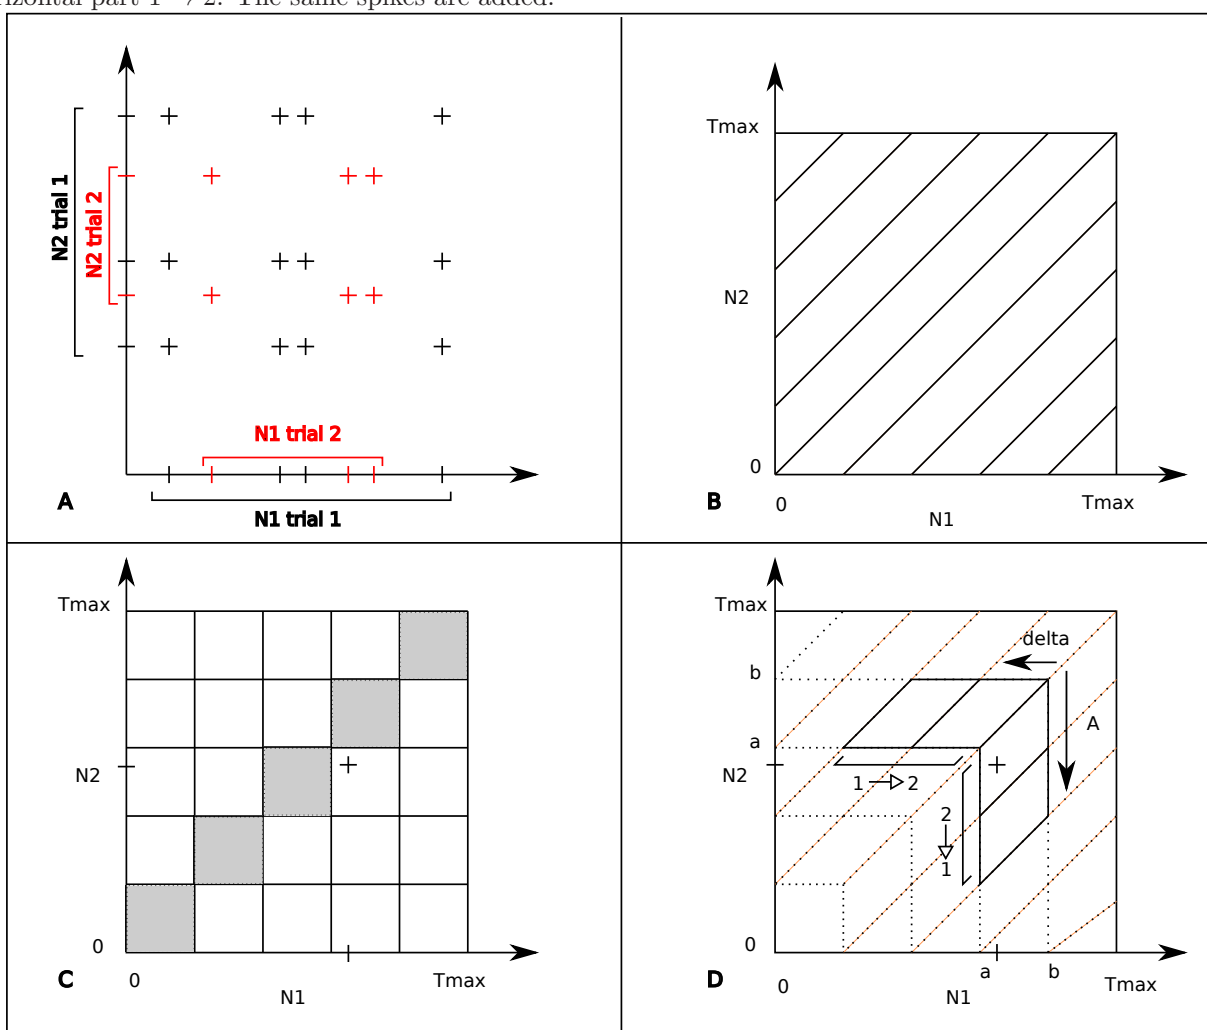 rizontal part 1 → 2. The same spikes are added.
N2 trial 1
N2 trial 2
N1 trial 2
N1 trial 1
A
Tmax
N2
0
0
Tmax
N1
B
Tmax
N2
0
0
Tmax
N1
C
Tmax
delta
b
A
a
N2
1 2
2
1
0
0
a b
Tmax
N1
D